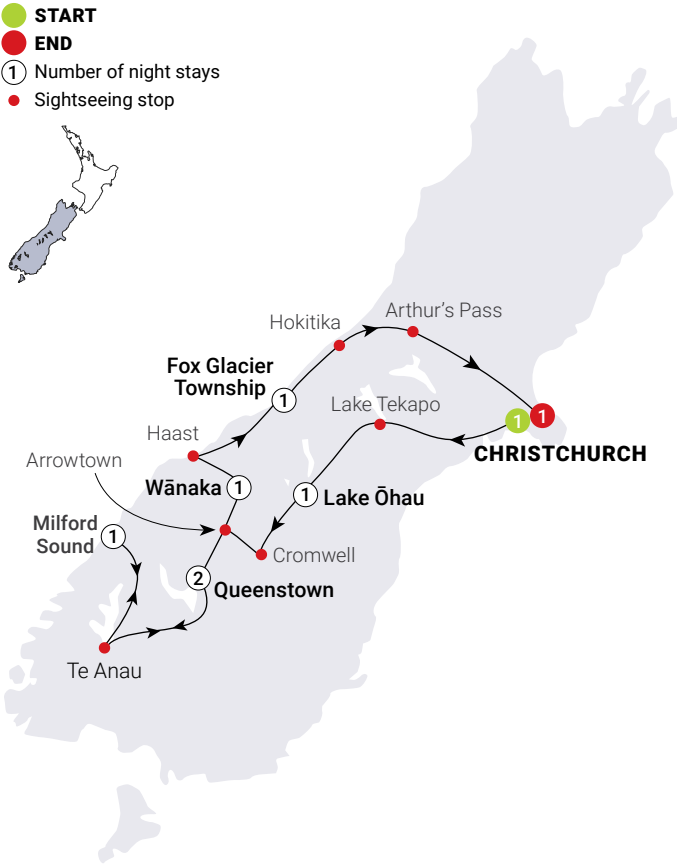 START
END
1 Number of night stays
Sightseeing stop
Hokitika
Arthur's Pass
Fox Glacier
Township
1
Lake Tekapo
1
1
CHRISTCHURCH
Haast
Arrowtown
Wānaka
1
1
Lake Ōhau
Milford
Sound
1
Cromwell
2
Queenstown
Te Anau